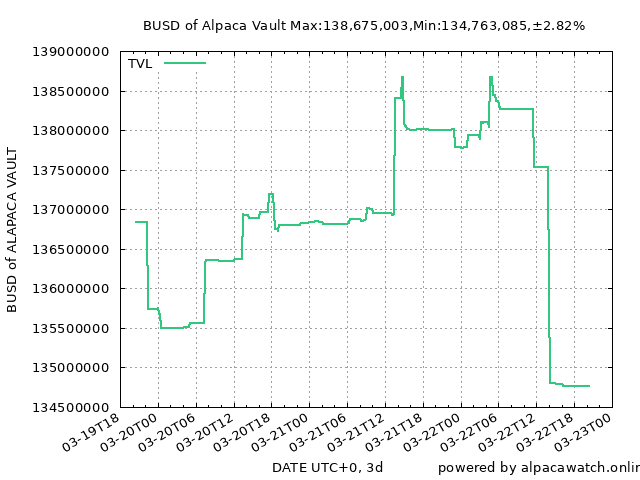 BUSD of Alpaca Vault Max:138,675,003,Min:134,763,085,±2.82%
139000000
TVL
138500000
138000000
137500000
137000000
136500000
136000000
135500000
135000000
134500000
BUSD of ALAPACA VAULT
03-19T18
03-20T00
03-20T06
03-20T12
03-20T18
03-21T00
03-21T06
03-21T12
03-21T18
03-22T00
03-22T06
03-22T12
03-22T18
03-23T00
DATE UTC+0, 3d
powered by alpacawatch.onlin